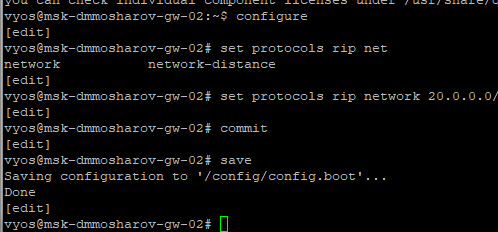 you can check individual component licenses under /usr/share/
vyos@msk-dmmosharov-gw-02:~$ configure
[edit]
vyos@msk-dmmosharov-gw-02# set protocols rip net
network network-distance
[edit]
vyos@msk-dmmosharov-gw-02# set protocols rip network 20.0.0.0/
[edit]
vyos@msk-dmmosharov-gw-02# commit
[edit]
vyos@msk-dmmosharov-gw-02# save
Saving configuration to '/config/config.boot'...
Done
[edit]
vyos@msk-dmmosharov-gw-02#